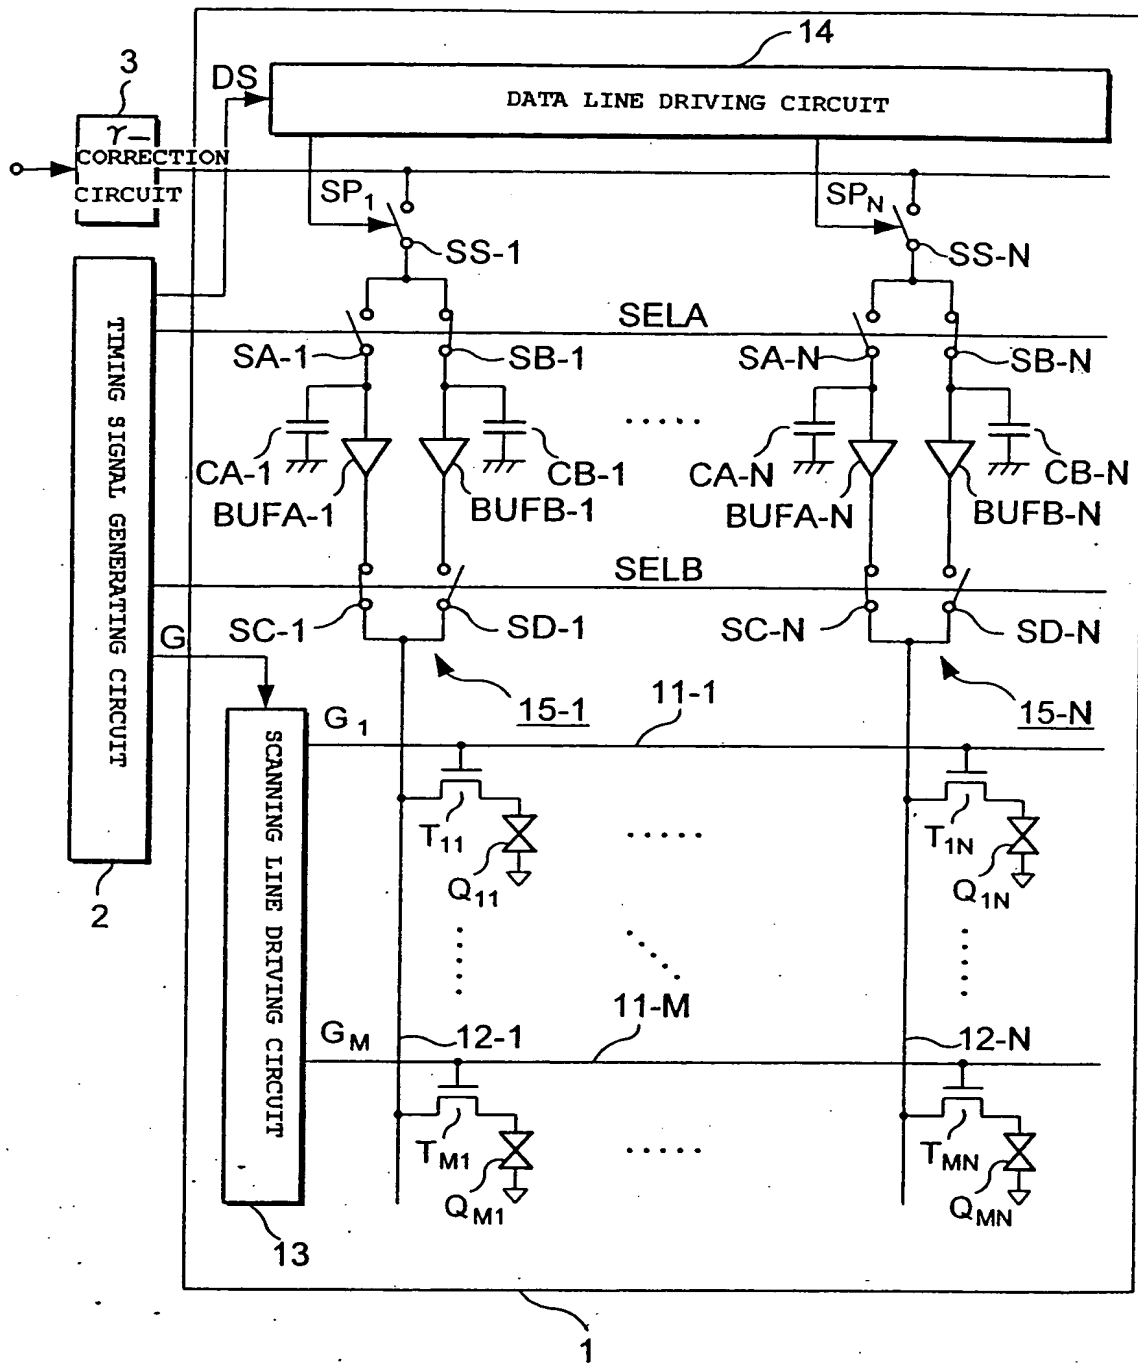 14
3
DS
DATA LINE DRIVING CIRCUIT
γ—
CORRECTION
CIRCUIT
SP1
SPN
SS-1
SS-N
SELA
SA-1
SB-1
SA-N
SB-N
.....
CA-1
CB-1
CA-N
CB-N
BUFA-1
BUFB-1
BUFA-N
BUFB-N
TIMING SIGNAL GENERATING CIRCUIT
SELB
SC-1
SD-1
SC-N
SD-N
G
15-1
11-1
15-N
G1
SCANNING LINE DRIVING CIRCUIT
T11
.....
T1N
Q11
Q1N
2
11-M
GM
12-1
12-N
TM1
.....
TMN
QM1
QMN
13
1